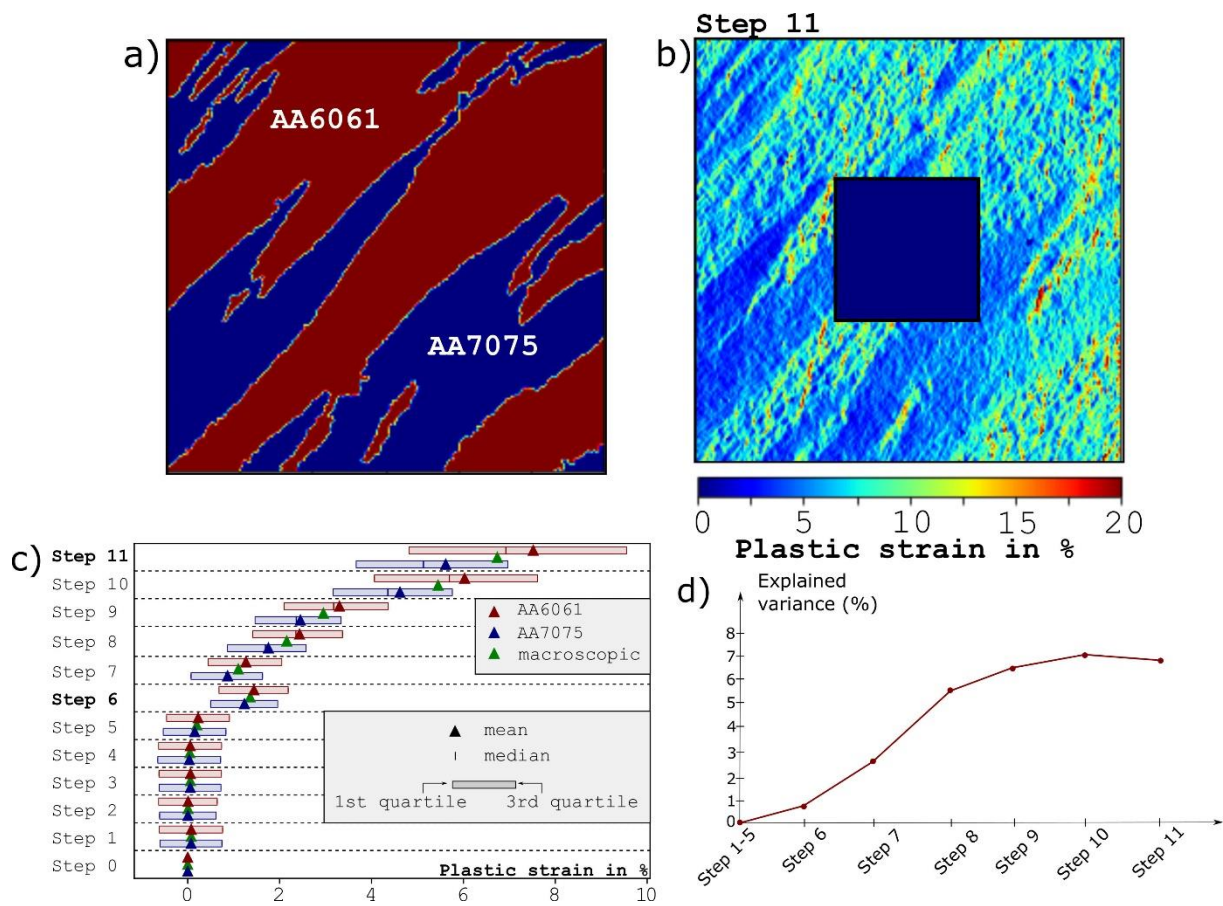 a)
AA6061
AA7075
Step 11
b)
0 5 10 15 20
Plastic strain in %
c)
Step 11
Step 10
Step 9
Step 8
Step 7
Step 6
Step 5
Step 4
Step 3
Step 2
Step 1
Step 0
AA6061
AA7075
macroscopic
mean
median
1st quartile 3rd quartile
Plastic strain in %
0 2 4 6 8 10
d)
Explained
variance (%)
8
7
6
5
4
3
2
1
0
Step 1-5
Step 6
Step 7
Step 8
Step 9
Step 10
Step 11